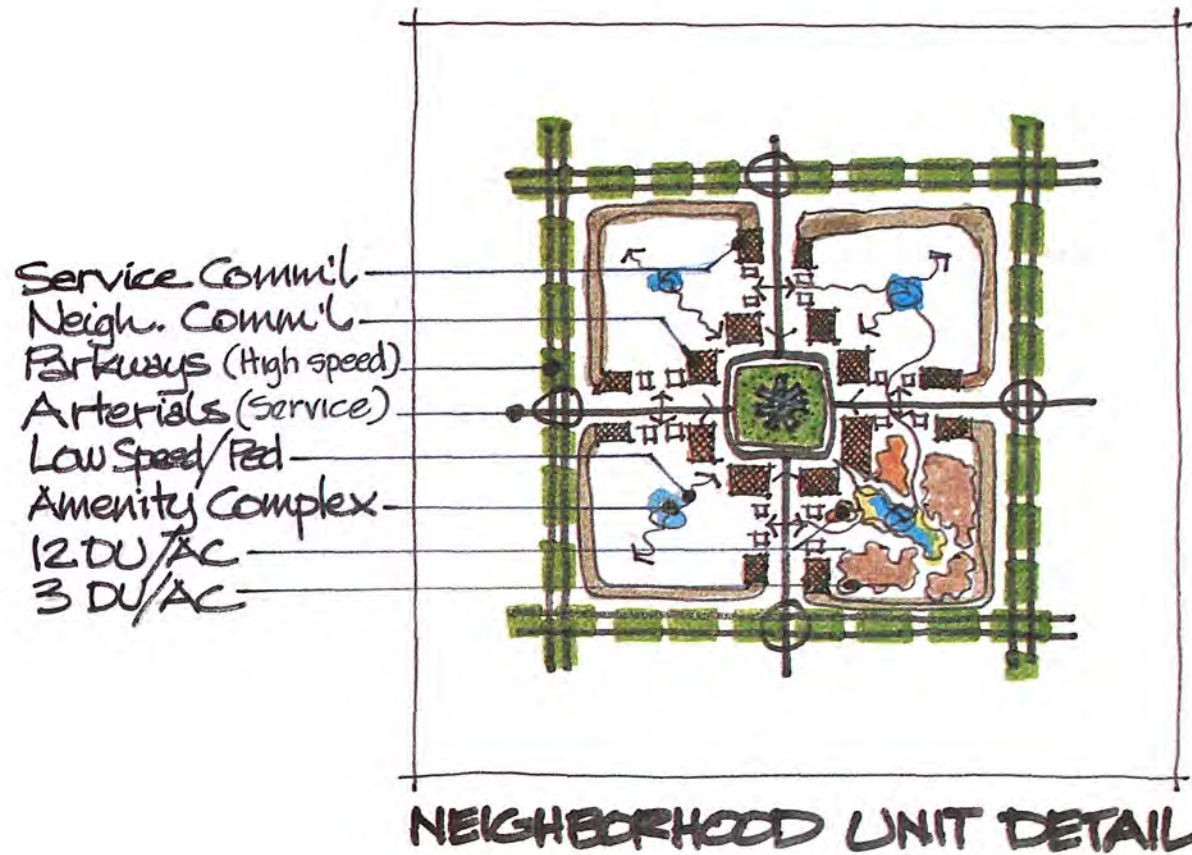 Service Comm'l
Neigh. Comm'l
Parkways (High speed)
Arterials (Service)
Low Speed/Ped
Amenity Complex
12 DU/AC
3 DU/AC
NEIGHBORHOOD UNIT DETAIL